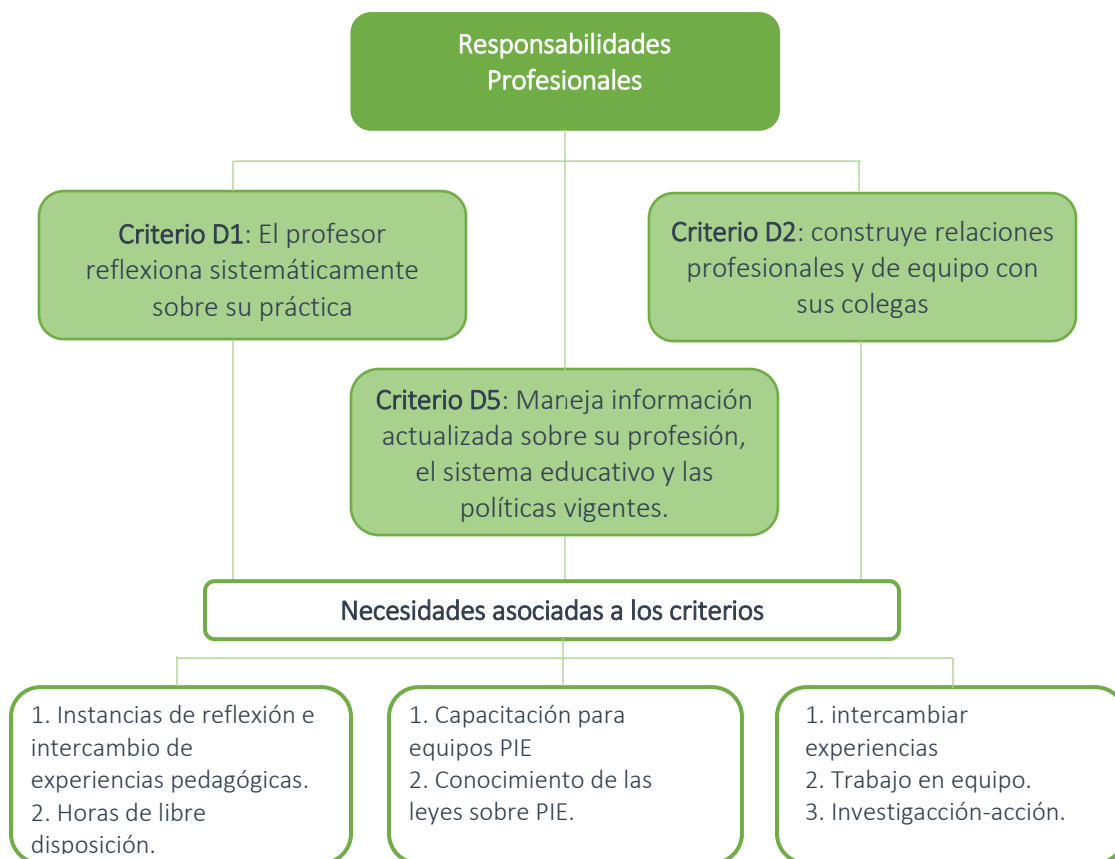 Responsabilidades
Profesionales
Criterio D1: El profesor
reflexiona sistemáticamente
sobre su práctica
Criterio D2: construye relaciones
profesionales y de equipo con
sus colegas
Criterio D5: Maneja información
actualizada sobre su profesión,
el sistema educativo y las
políticas vigentes.
Necesidades asociadas a los criterios
1. Instancias de reflexión e
intercambio de
experiencias pedagógicas.
2. Horas de libre
disposición.
1. Capacitación para
equipos PIE
2. Conocimiento de las
leyes sobre PIE.
1. intercambiar
experiencias
2. Trabajo en equipo.
3. Investigacción-acción.